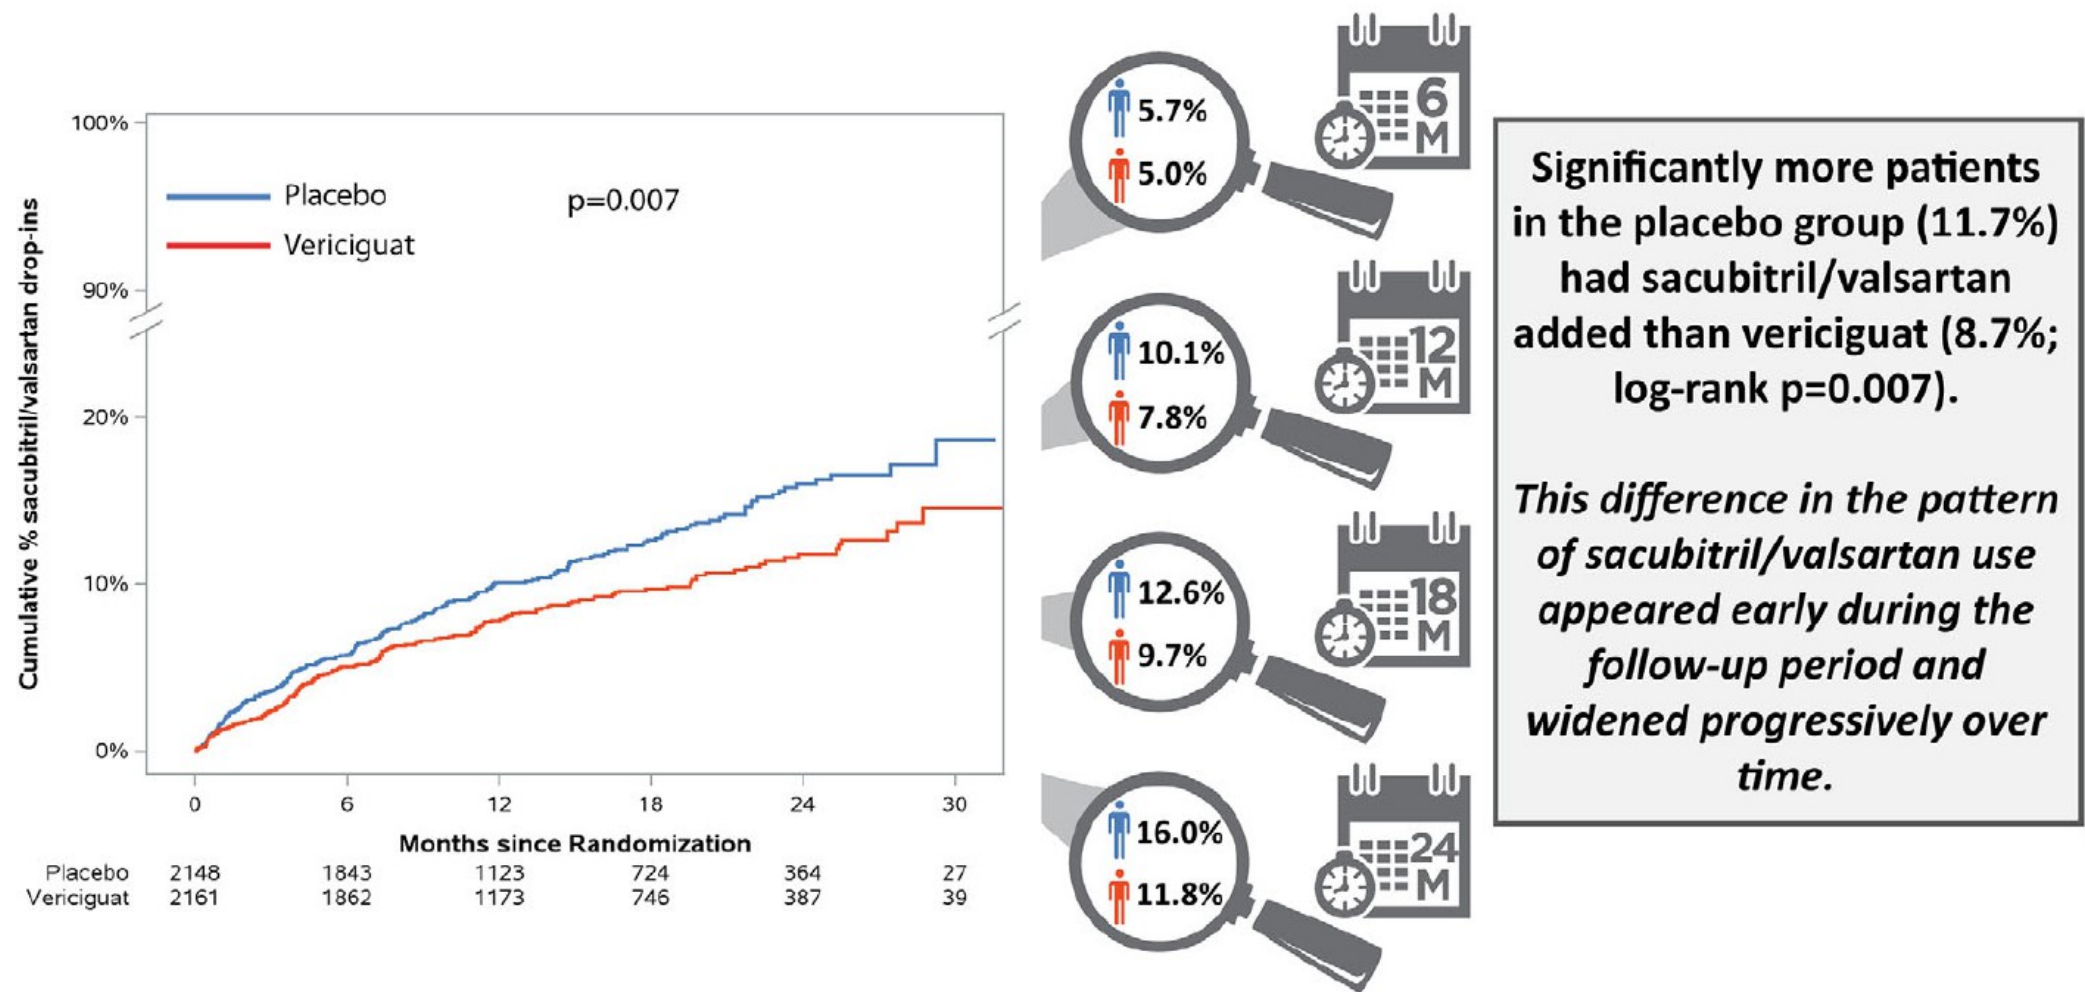 100%
90%
20%
10%
0%
Cumulative % sacubitril/valsartan drop-ins
Placebo
Vericiguat
p=0.007
0 6 12 18 24 30
Months since Randomization
Placebo 2148 1843 1123 724 364 27
Vericiguat 2161 1862 1173 746 387 39
5.7%
5.0%
6
M
10.1%
7.8%
12
M
12.6%
9.7%
18
M
16.0%
11.8%
24
M
Significantly more patients
in the placebo group (11.7%)
had sacubitril/valsartan
added than vericiguat (8.7%;
log-rank p=0.007).
This difference in the pattern
of sacubitril/valsartan use
appeared early during the
follow-up period and
widened progressively over
time.